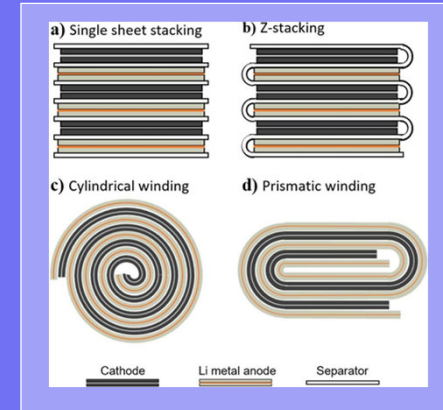 a) Single sheet stacking
b) Z-stacking
c) Cylindrical winding
d) Prismatic winding
Cathode
Li metal anode
Separator